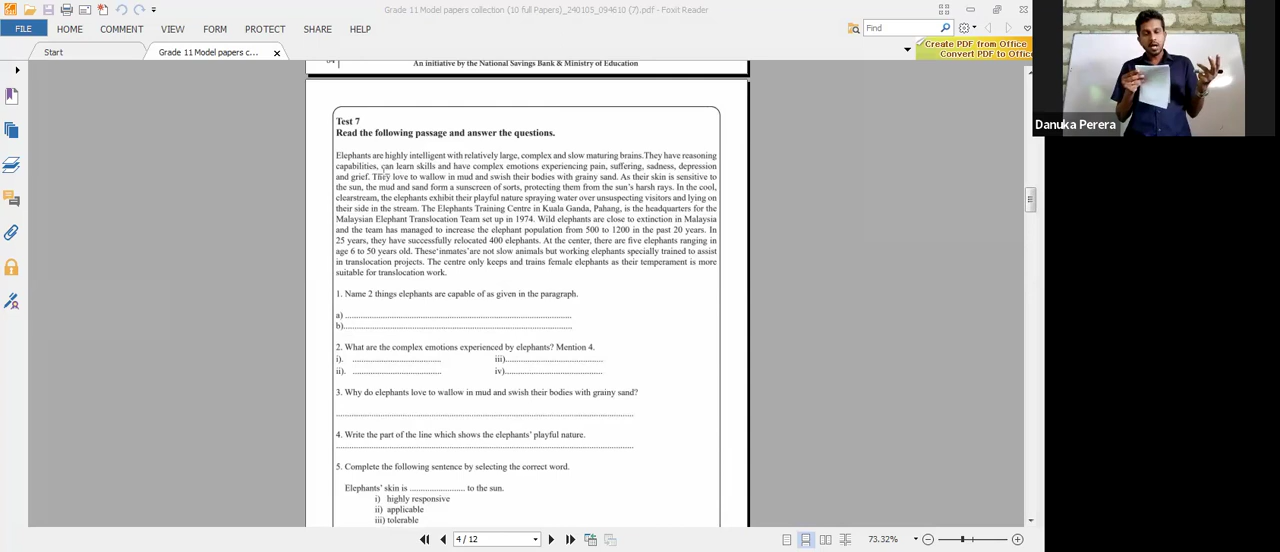 Grade 11 Model papers collection (10 full Papers)_240105_094610 (7).pdf - Foxit Reader
FILE HOME COMMENT VIEW FORM PROTECT SHARE HELP
Find
Start
Grade 11 Model papers c...
Create PDF from Office
Convert PDF to Office
An initiative by the National Savings Bank & Ministry of Education
Danuka Perera
Test 7
Read the following passage and answer the questions.
Elephants are highly intelligent with relatively large, complex and slow maturing brains.They have reasoning
capabilities, can learn skills and have complex emotions experiencing pain, suffering, sadness, depression
and grief. They love to wallow in mud and swish their bodies with grainy sand. As their skin is sensitive to
the sun, the mud and sand form a sunscreen of sorts, protecting them from the sun's harsh rays. In the cool,
clearstream, the elephants exhibit their playful nature spraying water over unsuspecting visitors and lying on
their side in the stream. The Elephants Training Centre in Kuala Ganda, Pahang, is the headquarters for the
Malaysian Elephant Translocation Team set up in 1974. Wild elephants are close to extinction in Malaysia
and the team has managed to increase the elephant population from 500 to 1200 in the past 20 years. In
25 years, they have successfully relocated 400 elephants. At the center, there are five elephants ranging in
age 6 to 50 years old. These'inmates'are not slow animals but working elephants specially trained to assist
in translocation projects. The centre only keeps and trains female elephants as their temperament is more
suitable for translocation work.
1. Name 2 things elephants are capable of as given in the paragraph.
a) ........................................
b)........................................
2. What are the complex emotions experienced by elephants? Mention 4.
i). .............................. iii)..............................
ii). .............................. iv)..............................
3. Why do elephants love to wallow in mud and swish their bodies with grainy sand?
4. Write the part of the line which shows the elephants' playful nature.
5. Complete the following sentence by selecting the correct word.
Elephants' skin is .................... to the sun.
i) highly responsive
ii) applicable
iii) tolerable
4 / 12
73.32%